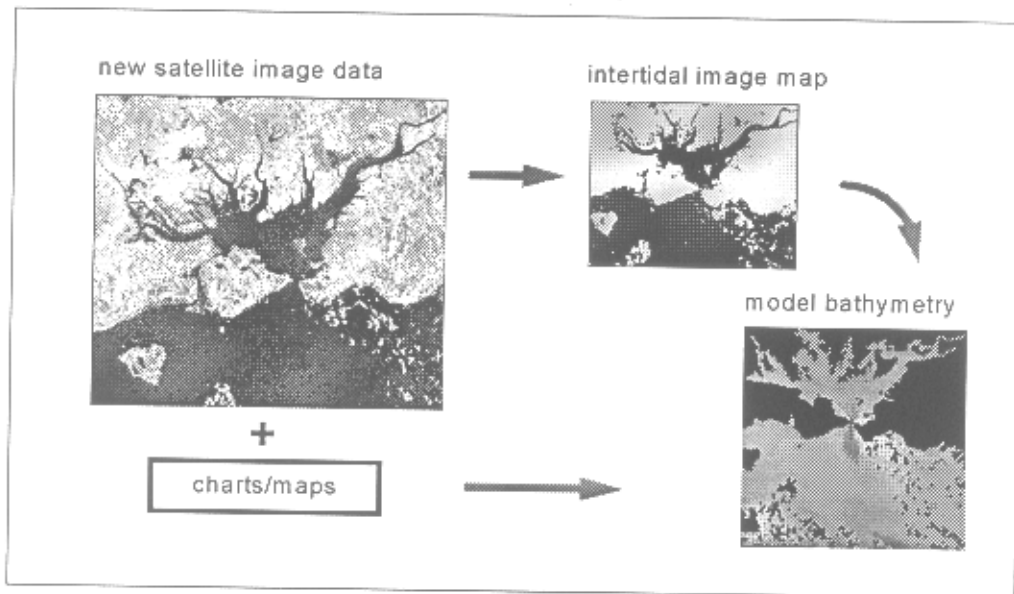 new satellite image data
intertidal image map
model bathymetry
+
charts/maps